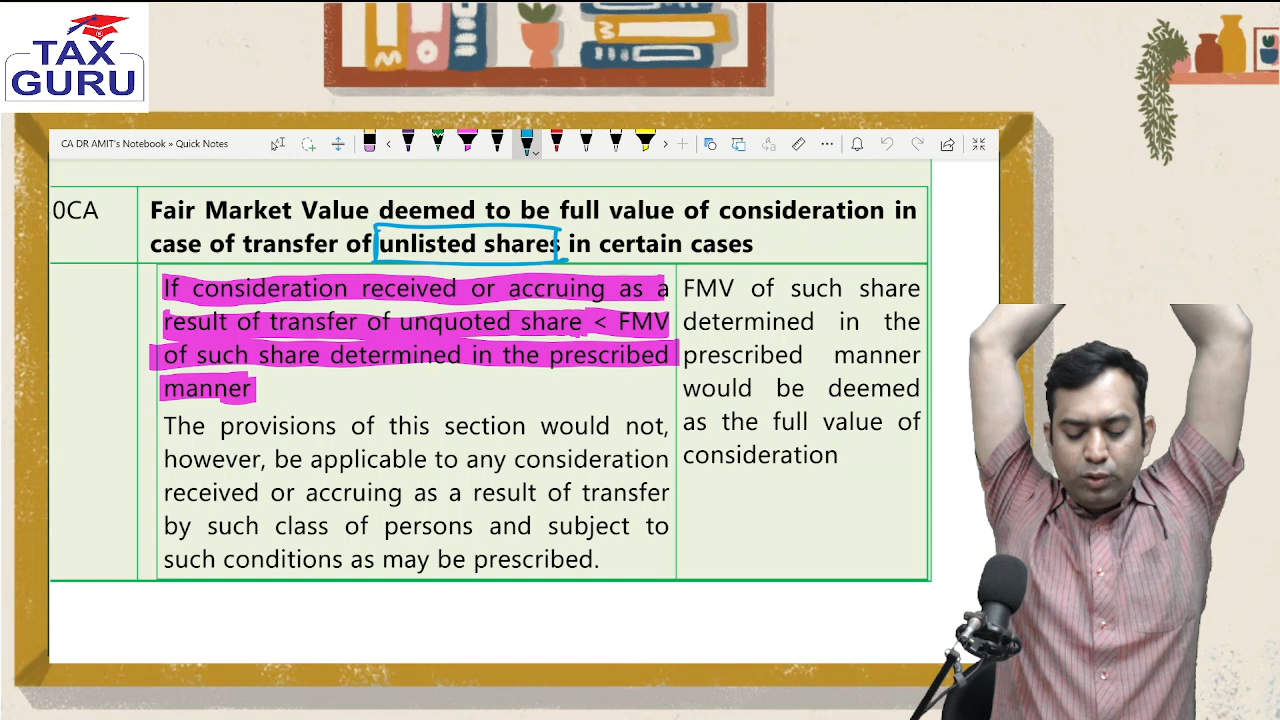 TAX
GURU
CA DR AMIT's Notebook » Quick Notes
0CA
Fair Market Value deemed to be full value of consideration in
case of transfer of unlisted shares in certain cases
If consideration received or accruing as a
result of transfer of unquoted share < FMV
of such share determined in the prescribed
manner
The provisions of this section would not,
however, be applicable to any consideration
received or accruing as a result of transfer
by such class of persons and subject to
such conditions as may be prescribed.
FMV of such share
determined in the
prescribed manner
would be deemed
as the full value of
consideration